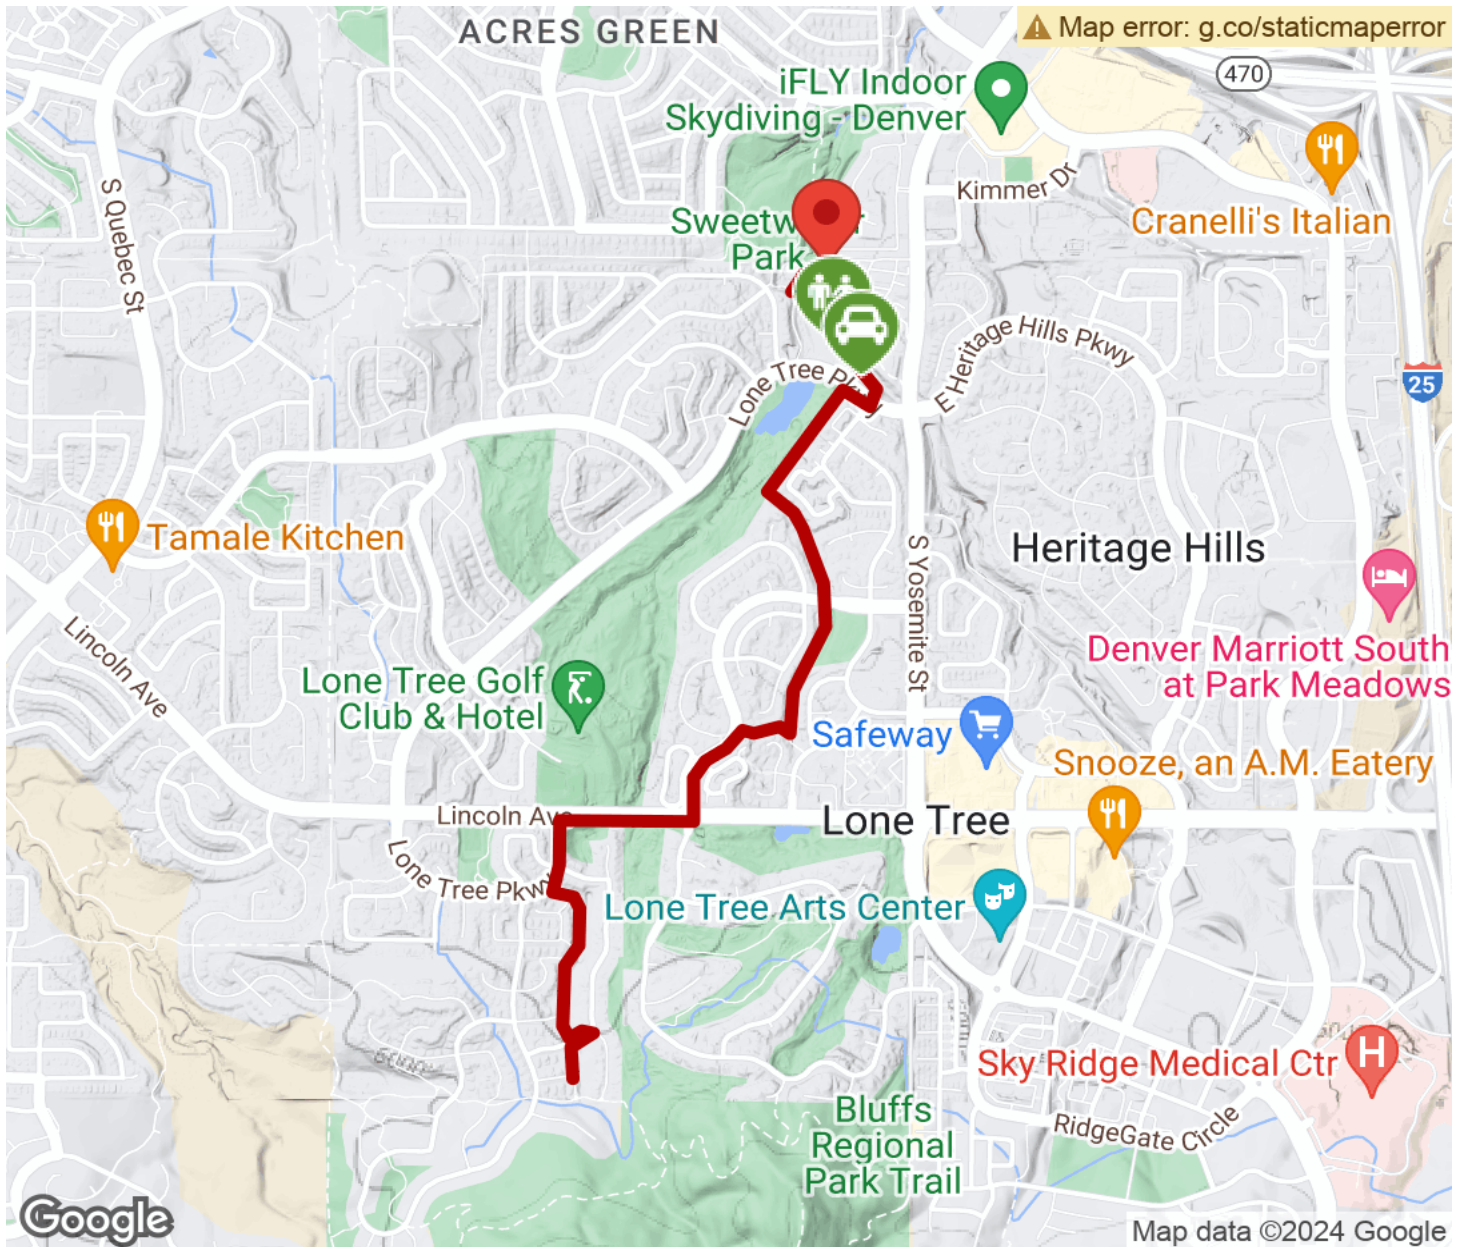 ACRES GREEN
Map error: g.co/staticmaperror
470
iFLY Indoor
Skydiving - Denver
Kimmer Dr
Cranelli's Italian
S Quebec St
Park
E Heritage Hills Pkwy
Lone Tree
25
Tamale Kitchen
S Yosemite St
Heritage Hills
Lincoln Ave
Denver Marriott South
at Park Meadows
Lone Tree Golf
Club & Hotel
Safeway
Snooze, an A.M. Eatery
Lincoln Ave
Lone Tree
Lone Tree Pkwy
Lone Tree Arts Center
Sky Ridge Medical Ctr
H
Bluffs
Regional
Park Trail
RidgeGate Circle
Google
Map data ©2024 Google